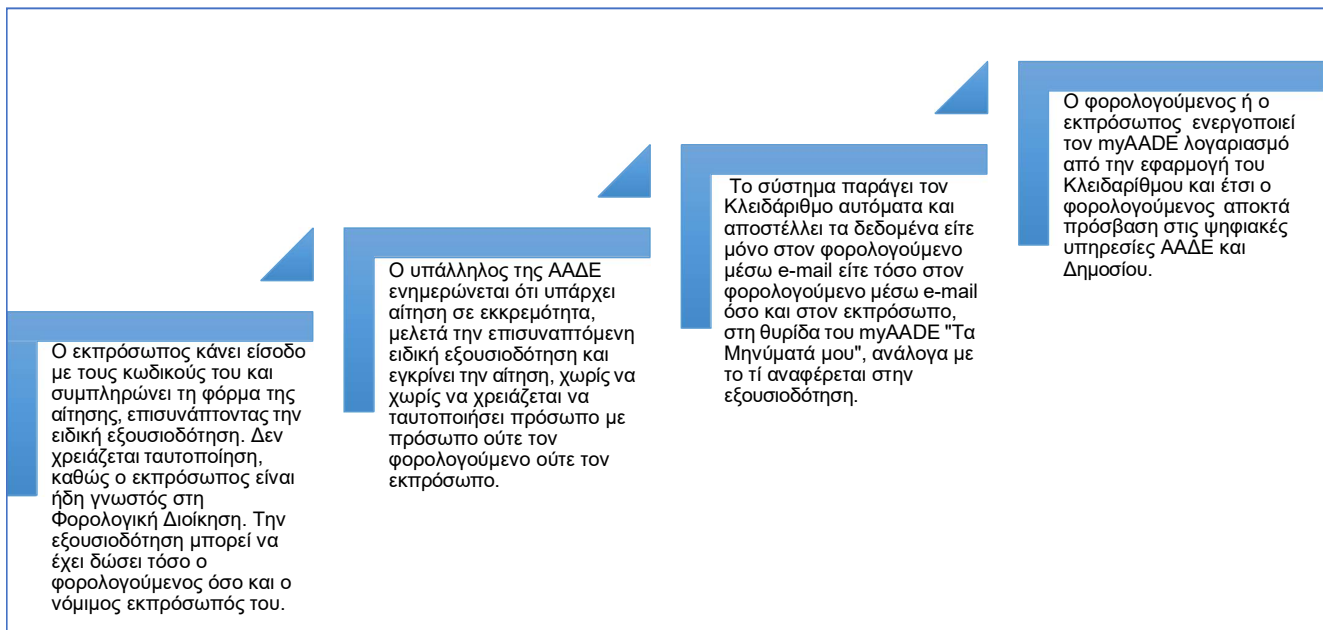 Ο εκπρόσωπος κάνει είσοδο
με τους κωδικούς του και
συμπληρώνει τη φόρμα της
αίτησης, επισυνάπτοντας την
ειδική εξουσιοδότηση. Δεν
χρειάζεται ταυτοποίηση,
καθώς ο εκπρόσωπος είναι
ήδη γνωστός στη
Φορολογική Διοίκηση. Την
εξουσιοδότηση μπορεί να
έχει δώσει τόσο ο
φορολογούμενος όσο και ο
νόμιμος εκπρόσωπός του.
Ο υπάλληλος της ΑΑΔΕ
ενημερώνεται ότι υπάρχει
αίτηση σε εκκρεμότητα,
μελετά την επισυναπτόμενη
ειδική εξουσιοδότηση και
εγκρίνει την αίτηση, χωρίς να
χωρίς να χρειάζεται να
ταυτοποιήσει πρόσωπο με
πρόσωπο ούτε τον
φορολογούμενο ούτε τον
εκπρόσωπο.
Το σύστημα παράγει τον
Κλειδάριθμο αυτόματα και
αποστέλλει τα δεδομένα είτε
μόνο στον φορολογούμενο
μέσω e-mail είτε τόσο στον
φορολογούμενο μέσω e-mail
όσο και στον εκπρόσωπο,
στη θυρίδα του myAADE "Τα
Μηνύματά μου", ανάλογα με
το τί αναφέρεται στην
εξουσιοδότηση.
Ο φορολογούμενος ή ο
εκπρόσωπος ενεργοποιεί
τον myAADE λογαριασμό
από την εφαρμογή του
Κλειδαρίθμου και έτσι ο
φορολογούμενος αποκτά
πρόσβαση στις ψηφιακές
υπηρεσίες ΑΑΔΕ και
Δημοσίου.